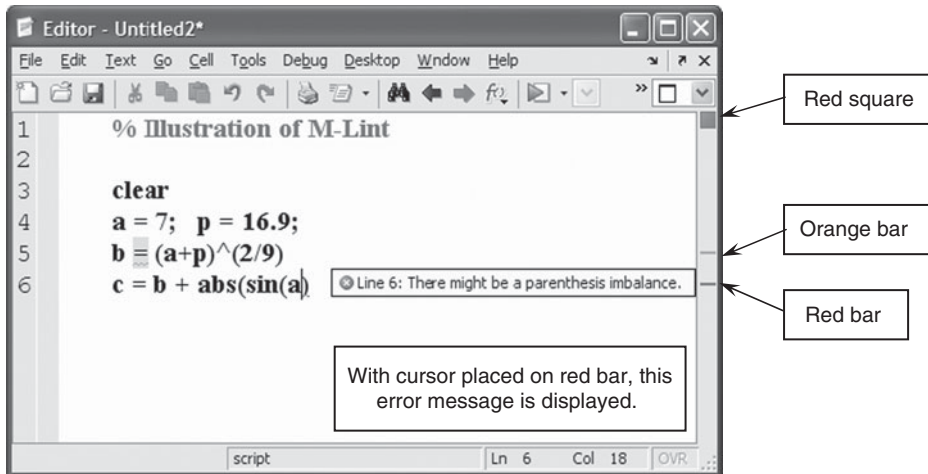 Editor - Untitled2*
File Edit Text Go Cell Tools Debug Desktop Window Help
1 % Illustration of M-Lint
2
3 clear
4 a = 7; p = 16.9;
5 b = (a+p)^(2/9)
6 c = b + abs(sin(a)
Line 6: There might be a parenthesis imbalance.
With cursor placed on red bar, this
error message is displayed.
script Ln 6 Col 18 OVR
Red square
Orange bar
Red bar